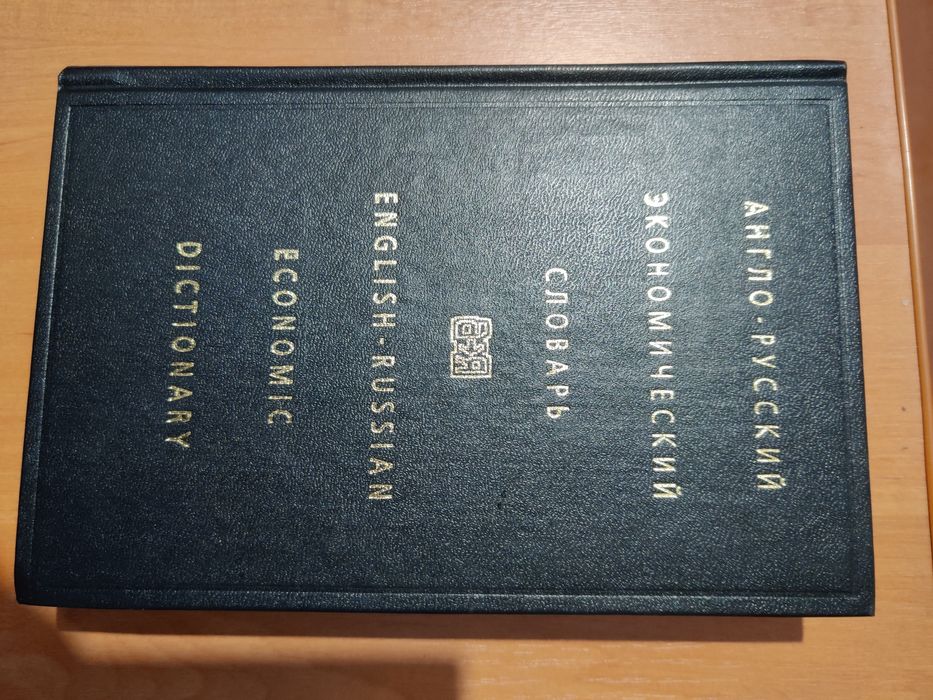 АНГЛО-РУССКИЙ
ЭКОНОМИЧЕСКИЙ
СЛОВАРЬ
ENGLISH-RUSSIAN
ECONOMIC
DICTIONARY